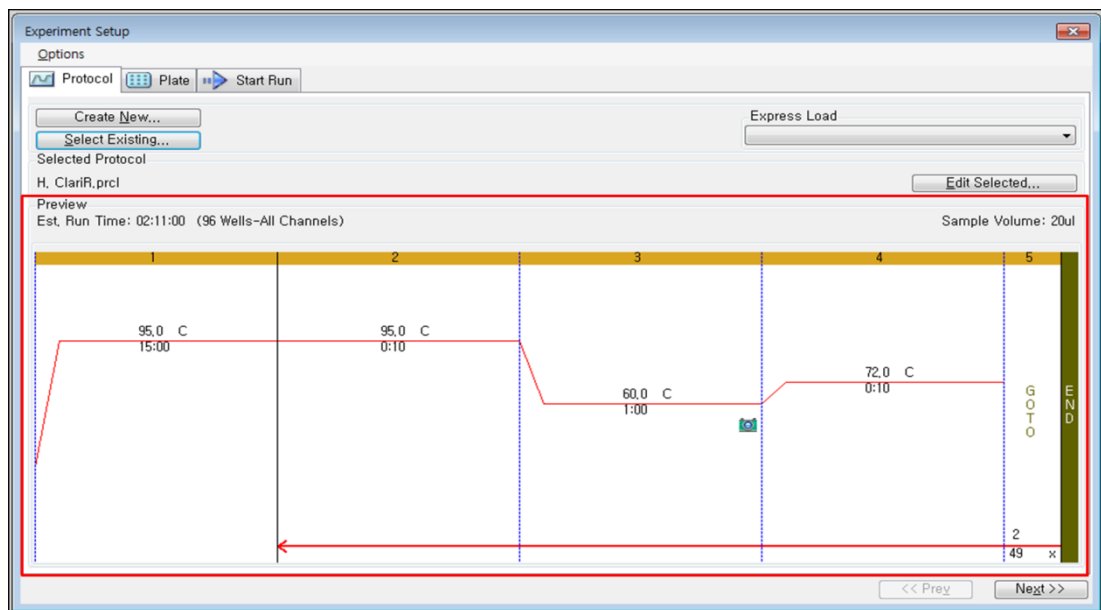 Experiment Setup
Options
Protocol Plate Start Run
Create New...
Express Load
Select Existing...
Selected Protocol
H, ClariR,prcl
Edit Selected...
Preview
Est, Run Time: 02:11:00 (96 Wells-All Channels)
Sample Volume: 20ul
1 2 3 4 5
95,0 C
15:00
95,0 C
0:10
60,0 C
1:00
72,0 C
0:10
GOTO
END
2
49 x
<< Prev
Next >>